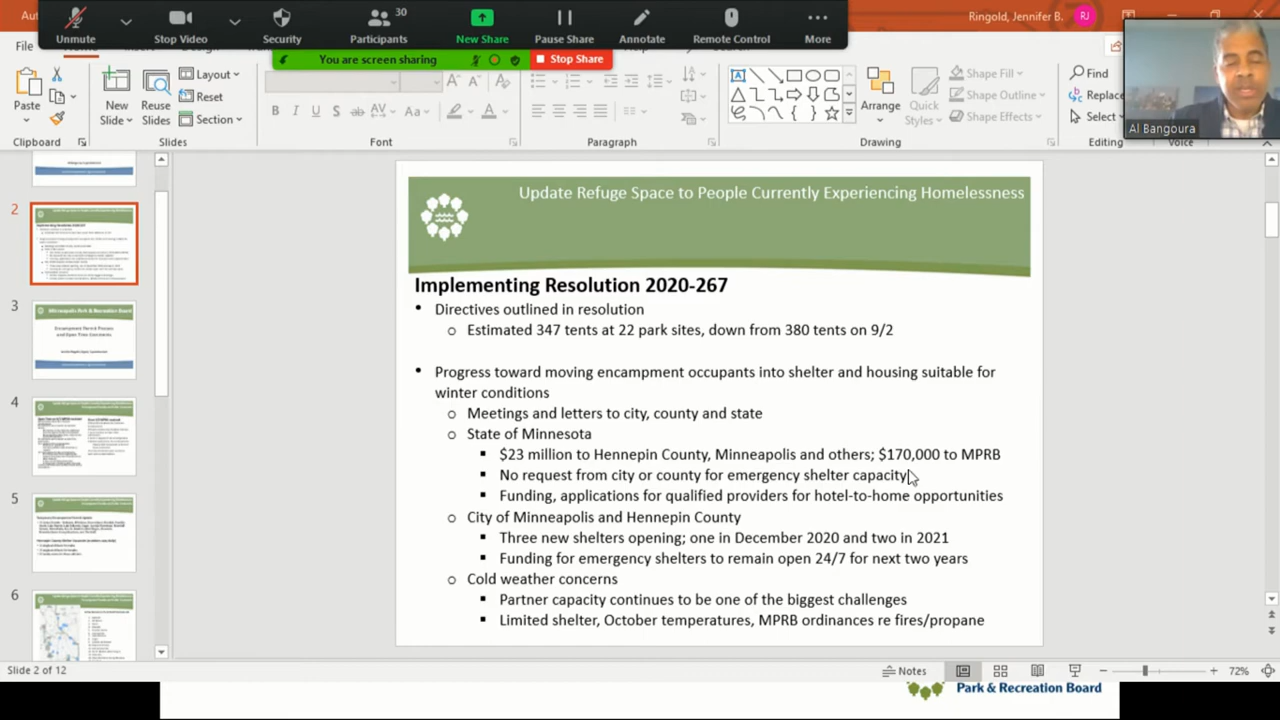 30
Unmute
Stop Video
Security
Participants
New Share
Pause Share
Annotate
Remote Control
More
Ringold, Jennifer B.
RJ
You are screen sharing
Stop Share
File
Paste
New
Slide
Reuse
Slides
Layout
Reset
Section
Arrange
Quick
Styles
Shape Fill
Shape Outline
Shape Effects
Find
Replace
Select
Al Bangoura
Clipboard
Slides
Font
Paragraph
Drawing
Editing
Voice
2
3
4
5
6
Minneapolis Park & Recreation Board
Encampment Permit Process
Update Refuge Space to People Currently Experiencing Homelessness
Implementing Resolution 2020-267
• Directives outlined in resolution
o Estimated 347 tents at 22 park sites, down from 380 tents on 9/2
• Progress toward moving encampment occupants into shelter and housing suitable for
winter conditions
o Meetings and letters to city, county and state
o State of Minnesota
3 million to Hennepin County, Minneapolis and others; $170,000 to MPRB
▪ No request from city or county for emergency shelter capacity
applications for qualified providers for hotel-to-home opportunities
o City of Minneapolis and Hennepin County
new shelters opening; one in December 2020 and two in 2021
for emergency shelters to remain open 24/7 for next two years
o Cold weather concerns
capacity continues to be one of the biggest challenges
▪ Limited shelter, October temperatures, MPRB ordinances re fires/propane
Slide 2 of 12
Notes
72%
Park & Recreation Board